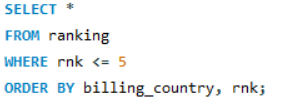 SELECT *
FROM ranking
WHERE rnk <= 5
ORDER BY billing_country, rnk;